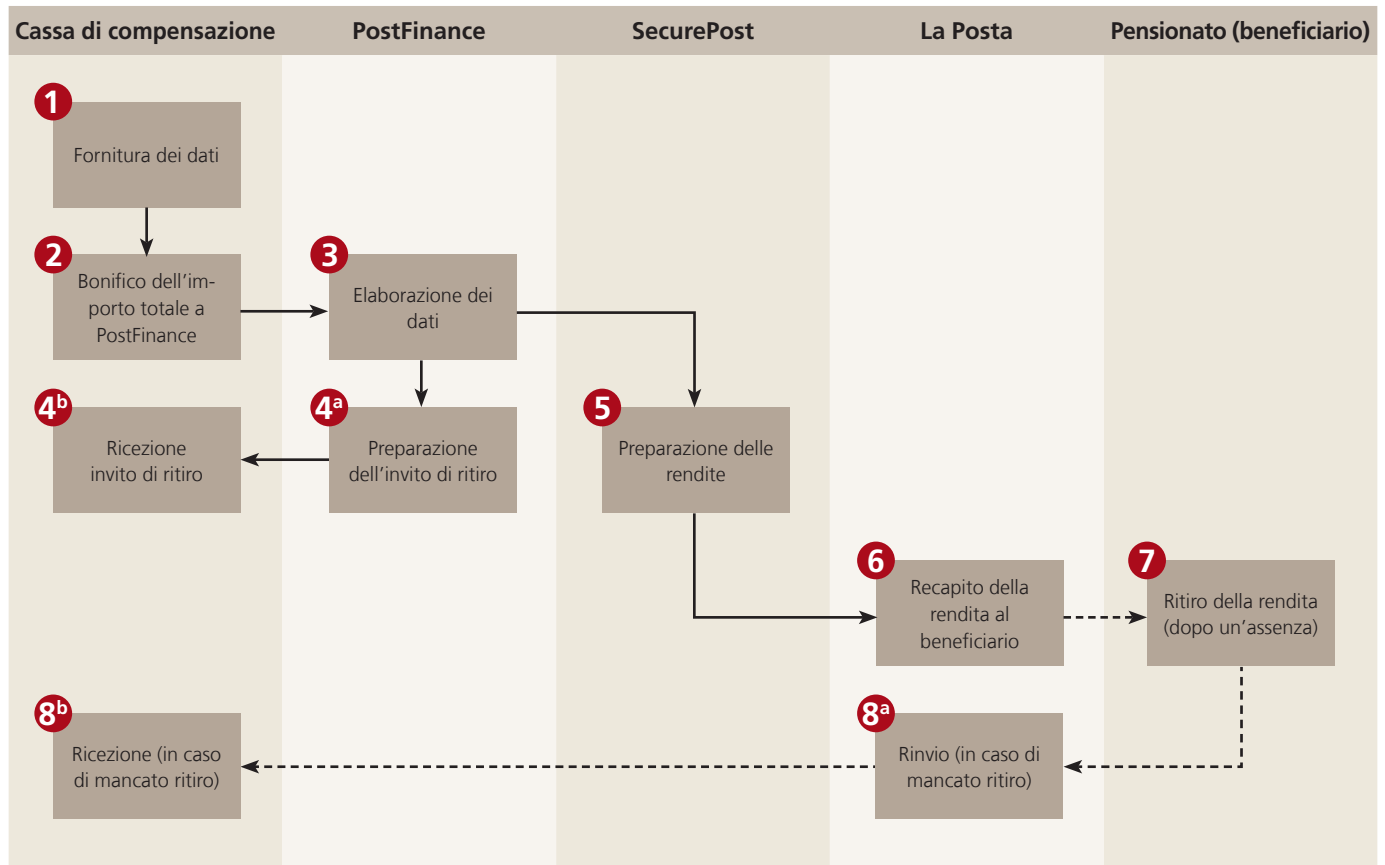 Cassa di compensazione
PostFinance
SecurePost
La Posta
Pensionato (beneficiario)
1
Fornitura dei dati
2
Bonifico dell'im-
porto totale a
PostFinance
3
Elaborazione dei
dati
4b
Ricezione
invito di ritiro
4a
Preparazione
dell'invito di ritiro
5
Preparazione delle
rendite
6
Recapito della
rendita al
beneficiario
7
Ritiro della rendita
(dopo un'assenza)
8b
Ricezione (in caso
di mancato ritiro)
8a
Rinvio (in caso di
mancato ritiro)